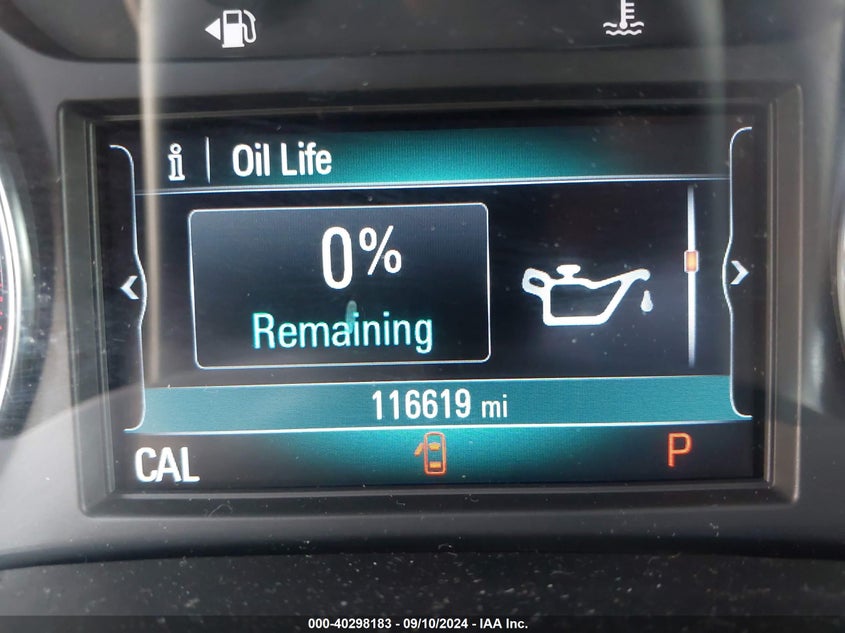 Oil Life
0%
Remaining
116619 mi
CAL P
000-40298183 - 09/10/2024 - IAA Inc.